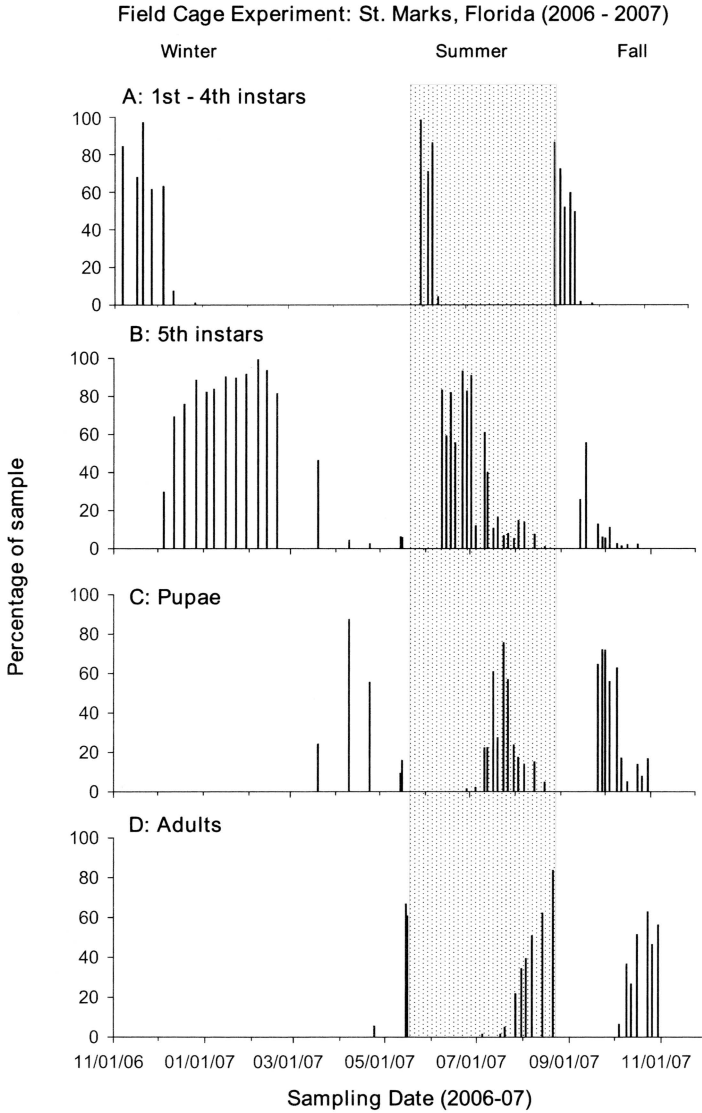 Field Cage Experiment: St. Marks, Florida (2006 - 2007)
Winter Summer Fall
A: 1st - 4th instars
100
80
60
40
20
0
B: 5th instars
100
80
60
40
20
0
C: Pupae
100
80
60
40
20
0
D: Adults
100
80
60
40
20
0
Percentage of sample
11/01/06 01/01/07 03/01/07 05/01/07 07/01/07 09/01/07 11/01/07
Sampling Date (2006-07)